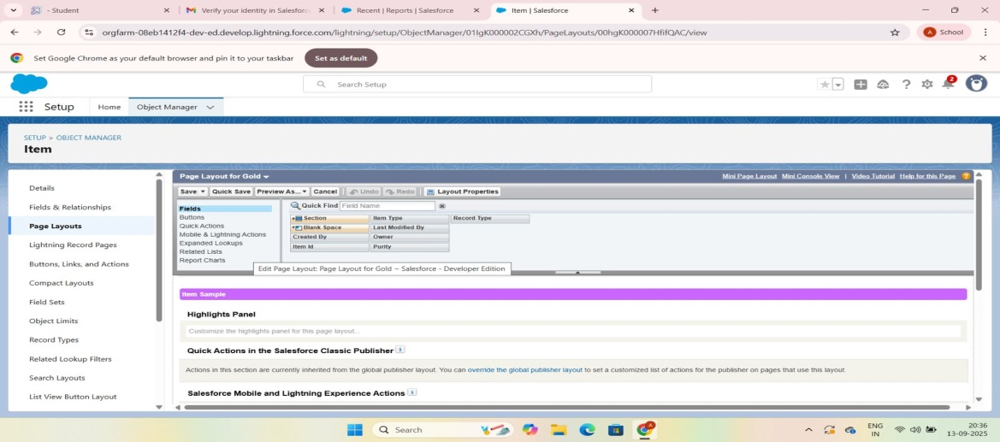 - Student
Verify your identity in Salesforc
Recent | Reports | Salesforce
Item | Salesforce
orgfarm-08eb1412f4-dev-ed.develop.lightning.force.com/lightning/setup/ObjectManager/01IgK000002CGXh/PageLayouts/00hgK000007HfifQAC/view
A School
Set Google Chrome as your default browser and pin it to your taskbar
Set as default
Search Setup
2
Setup
Home
Object Manager
SETUP > OBJECT MANAGER
Item
Details
Fields & Relationships
Page Layouts
Lightning Record Pages
Buttons, Links, and Actions
Compact Layouts
Field Sets
Object Limits
Record Types
Related Lookup Filters
Search Layouts
List View Button Layout
Page Layout for Gold
Mini Page Layout Mini Console View | Video Tutorial Help for this Page
Save Quick Save Preview As... Cancel Undo Redo Layout Properties
Fields
Buttons
Quick Actions
Mobile & Lightning Actions
Expanded Lookups
Related Lists
Report Charts
Quick Find Field Name
Section Item Type Record Type
Blank Space Last Modified By
Created By Owner
Item Id Purity
Edit Page Layout: Page Layout for Gold ~ Salesforce - Developer Edition
Item Sample
Highlights Panel
Customize the highlights panel for this page layout...
Quick Actions in the Salesforce Classic Publisher
Actions in this section are currently inherited from the global publisher layout. You can override the global publisher layout to set a customized list of actions for the publisher on pages that use this layout.
Salesforce Mobile and Lightning Experience Actions
Search
ENG
IN
20:36
13-09-2025